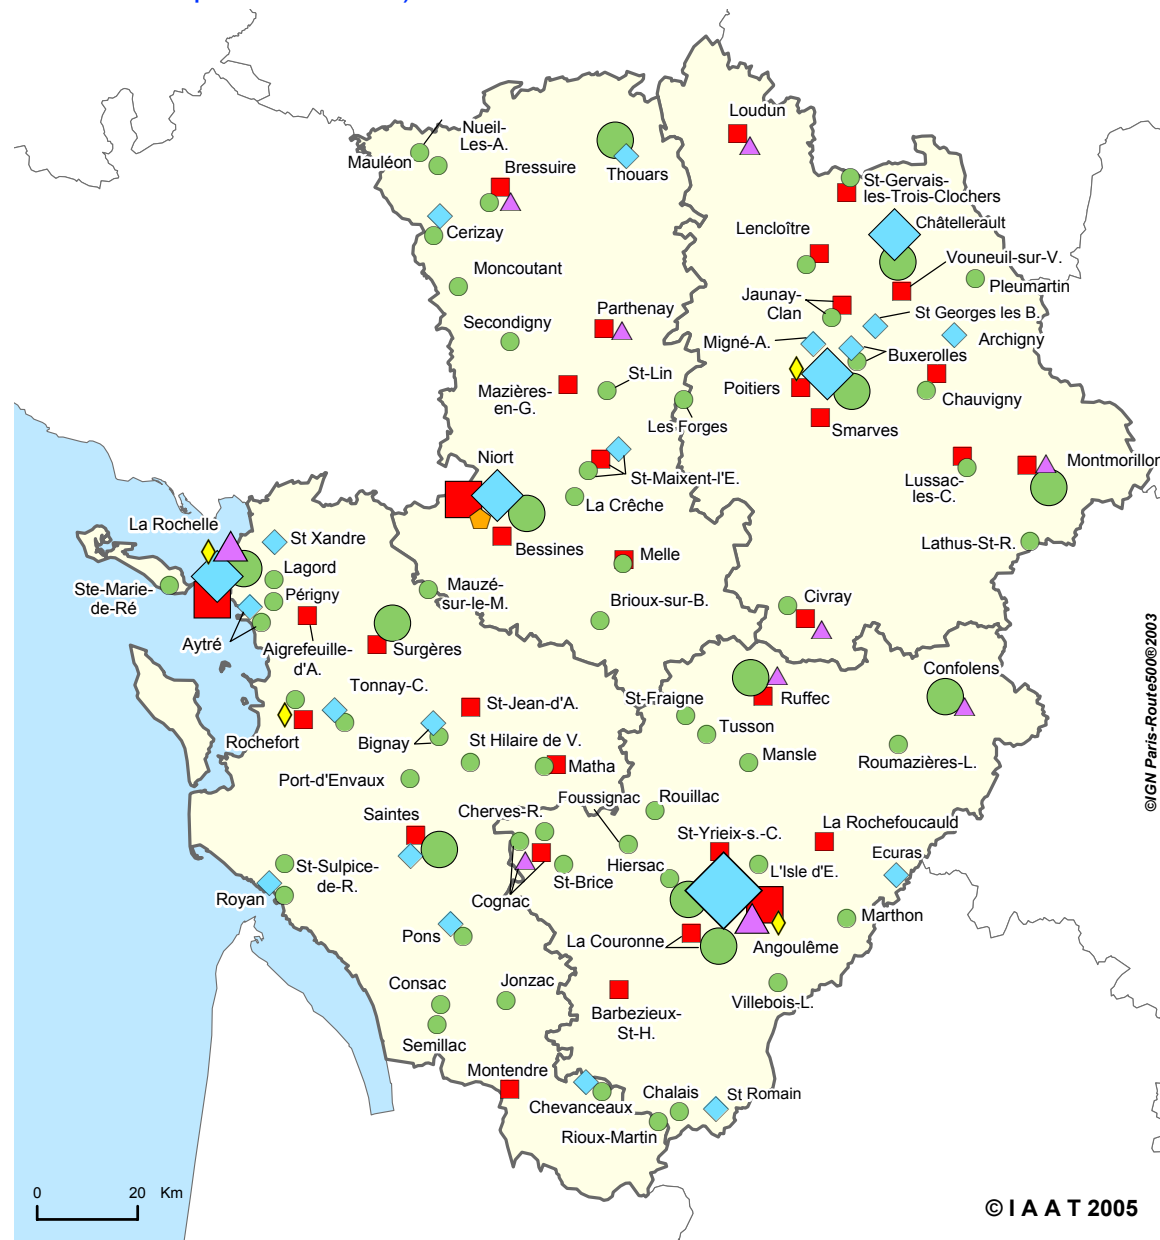 Loudun
Nueil-
Les-A.
Mauléon
Bressuire
Thouars
St-Gervais-
les-Trois-Clochers
Châtellerault
Cerizay
Lencloître
Vouneuil-sur-V.
Moncoutant
Pleumartin
Jaunay-
Clan
Parthenay
St Georges les B.
Secondigny
Migné-A.
Archigny
Buxerolles
St-Lin
Mazières-
en-G.
Poitiers
Chauvigny
Les Forges
Smarves
Niort
Montmorillon
St-Maixent-l'E.
Lussac-
les-C.
La Crêche
La Rochelle
St Xandre
Bessines
Lathus-St-R.
Melle
Lagord
Ste-Marie-
de-Ré
Mauzé-
sur-le-M.
Périgny
Brioux-sur-B.
Civray
Aytré
Aigrefeuille-
d'A.
Surgères
Confolens
Tonnay-C.
St-Fraigne
Ruffec
St-Jean-d'A.
Tusson
Rochefort
Bignay
St Hilaire de V.
Mansle
Roumazières-L.
Port-d'Envaux
Matha
Foussignac
Rouillac
Saintes
Cherves-R.
La Rochefoucauld
St-Yrieix-s.-C.
Ecuras
St-Sulpice-
de-R.
Hiersac
L'Isle d'E.
St-Brice
Royan
Cognac
Marthon
Pons
La Couronne
Angoulême
Consac
Jonzac
Villebois-L.
Barbezieux-
St-H.
Semillac
Montendre
Chalais
St Romain
Chevanceaux
Rioux-Martin
©IGN Paris-Route500®2003
0 20 Km
© I A A T 2005